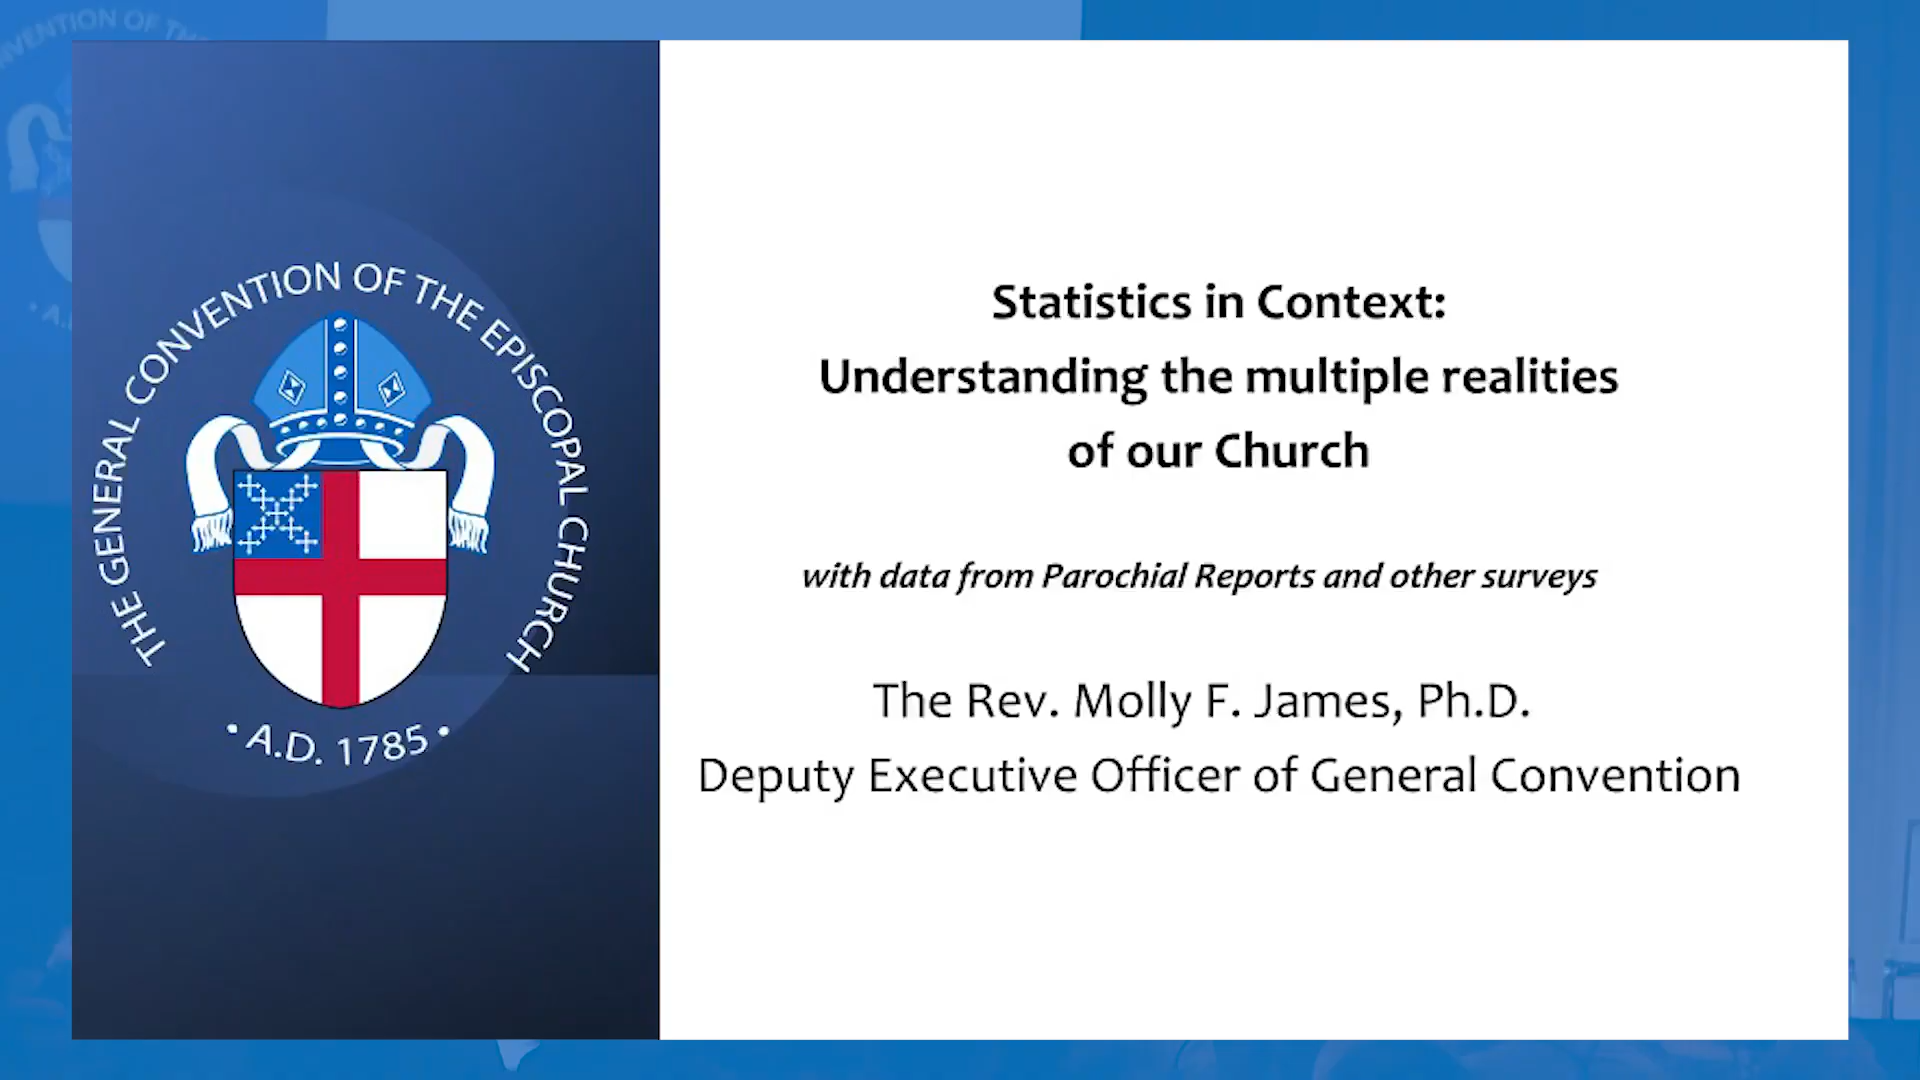 THE GENERAL CONVENTION OF THE EPISCOPAL CHURCH
• A.D. 1785 •
Statistics in Context:
Understanding the multiple realities
of our Church
with data from Parochial Reports and other surveys
The Rev. Molly F. James, Ph.D.
Deputy Executive Officer of General Convention